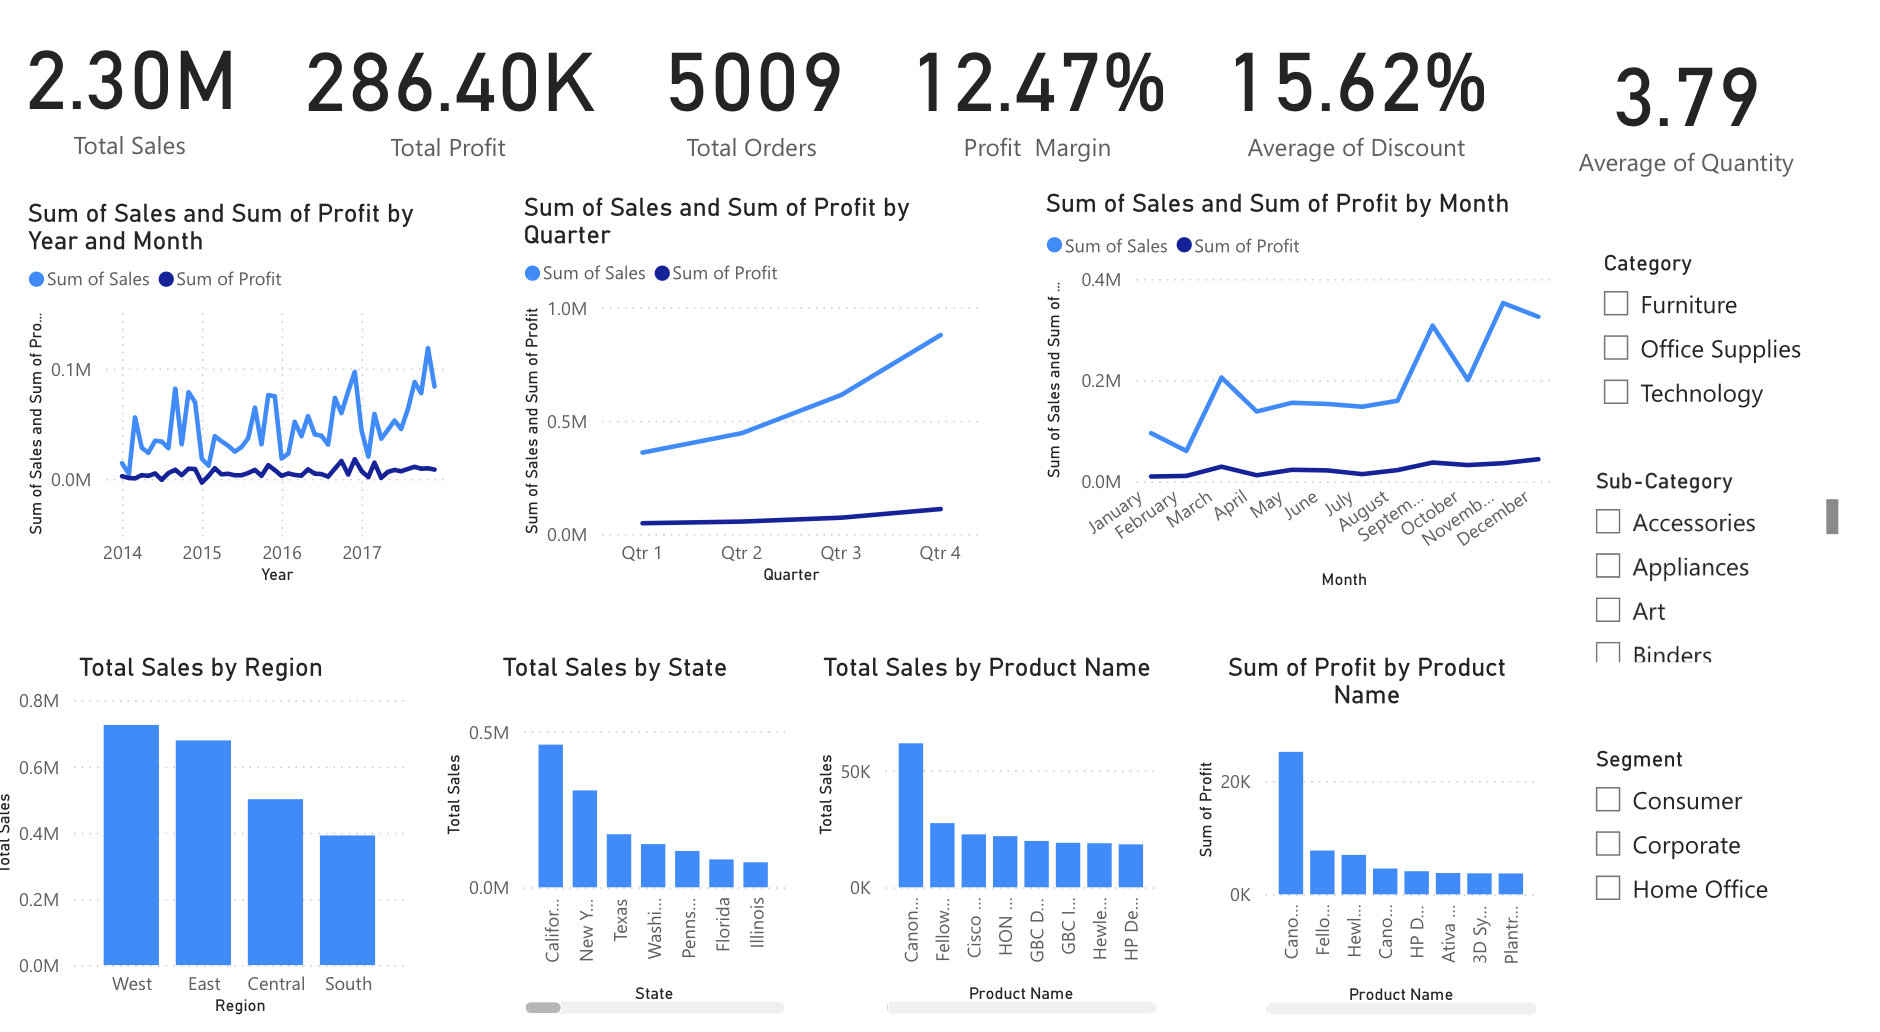 2.30M
Total Sales
286.40K
Total Profit
5009
Total Orders
12.47%
Profit Margin
15.62%
Average of Discount
3.79
Average of Quantity
Sum of Sales and Sum of Profit by
Year and Month
Sum of Sales Sum of Profit
Sum of Sales and Sum of Pro...
0.1M
0.0M
2014 2015 2016 2017
Year
Sum of Sales and Sum of Profit by
Quarter
Sum of Sales Sum of Profit
Sum of Sales and Sum of Profit
1.0M
0.5M
0.0M
Qtr 1 Qtr 2 Qtr 3 Qtr 4
Quarter
Sum of Sales and Sum of Profit by Month
Sum of Sales Sum of Profit
Sum of Sales and Sum of ...
0.4M
0.2M
0.0M
January
February
March
April
May
June
July
August
Septem...
October
Novemb...
December
Month
Category
Furniture
Office Supplies
Technology
Sub-Category
Accessories
Appliances
Art
Binders
Segment
Consumer
Corporate
Home Office
Total Sales by Region
Total Sales
0.8M
0.6M
0.4M
0.2M
0.0M
West East Central South
Region
Total Sales by State
Total Sales
0.5M
0.0M
Califor...
New Y...
Texas
Washi...
Penns...
Florida
Illinois
State
Total Sales by Product Name
Total Sales
50K
0K
Canon...
Fellow...
Cisco ...
HON ...
GBC D...
GBC I...
Hewle...
HP De...
Product Name
Sum of Profit by Product
Name
Sum of Profit
20K
0K
Cano...
Fello...
Hewl...
Cano...
HP D...
Ativa ...
3D Sy...
Plantr...
Product Name